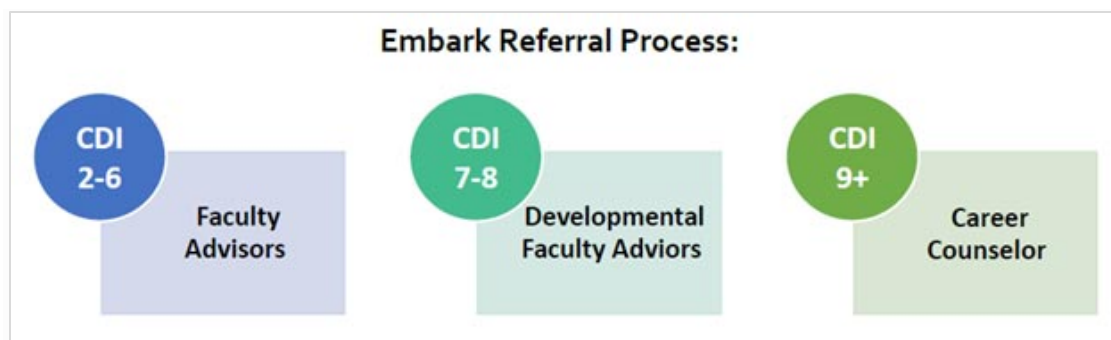 Embark Referral Process:
CDI
2-6
Faculty
Advisors
CDI
7-8
Developmental
Faculty Adviors
CDI
9+
Career
Counselor